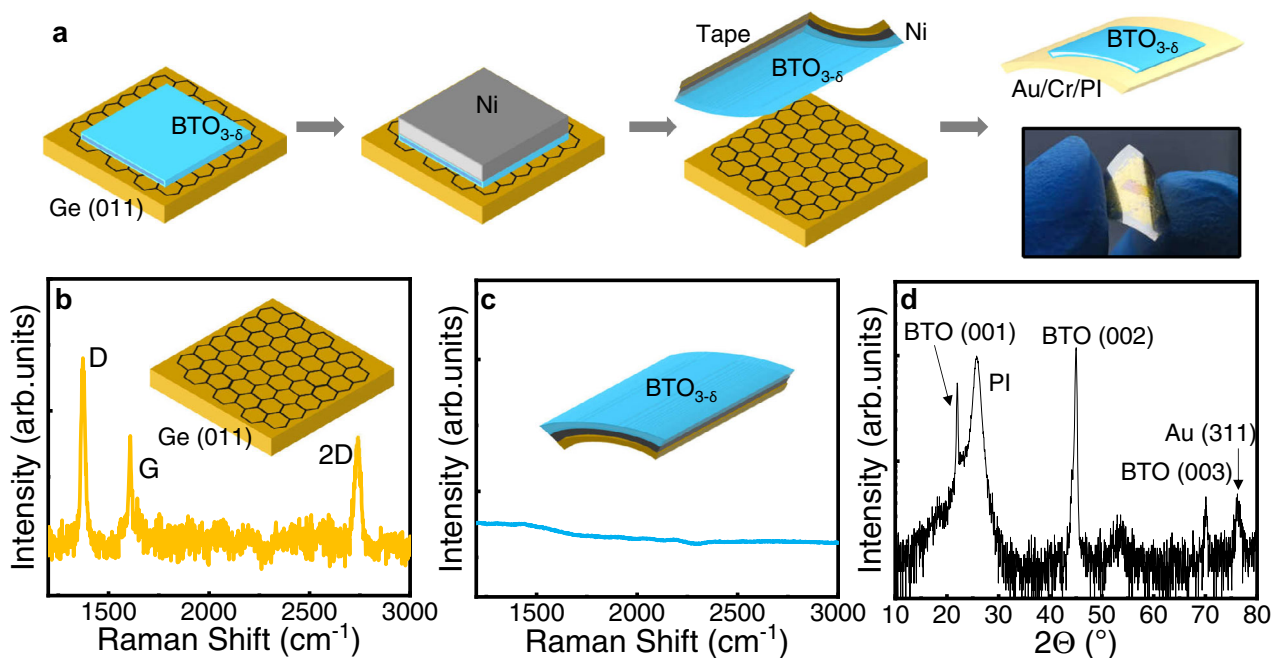 a
BTO3-δ
Ge (011)
Ni
Tape
Ni
BTO3-δ
BTO3-δ
Au/Cr/PI
b
D
G
2D
Ge (011)
Intensity (arb.units)
1500
2000
2500
3000
Raman Shift (cm-1)
c
BTO3-δ
Intensity (arb.units)
1500
2000
2500
3000
Raman Shift (cm-1)
d
BTO (001)
PI
BTO (002)
Au (311)
BTO (003)
Intensity (arb.units)
10
20
30
40
50
60
70
80
2Θ (°)